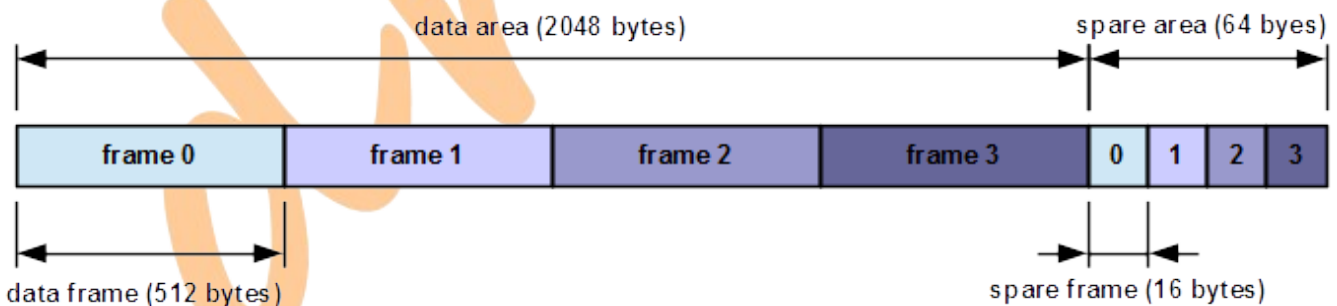 data area (2048 bytes)
spare area (64 byes)
frame 0
frame 1
frame 2
frame 3
0
1
2
3
data frame (512 bytes)
spare frame (16 bytes)